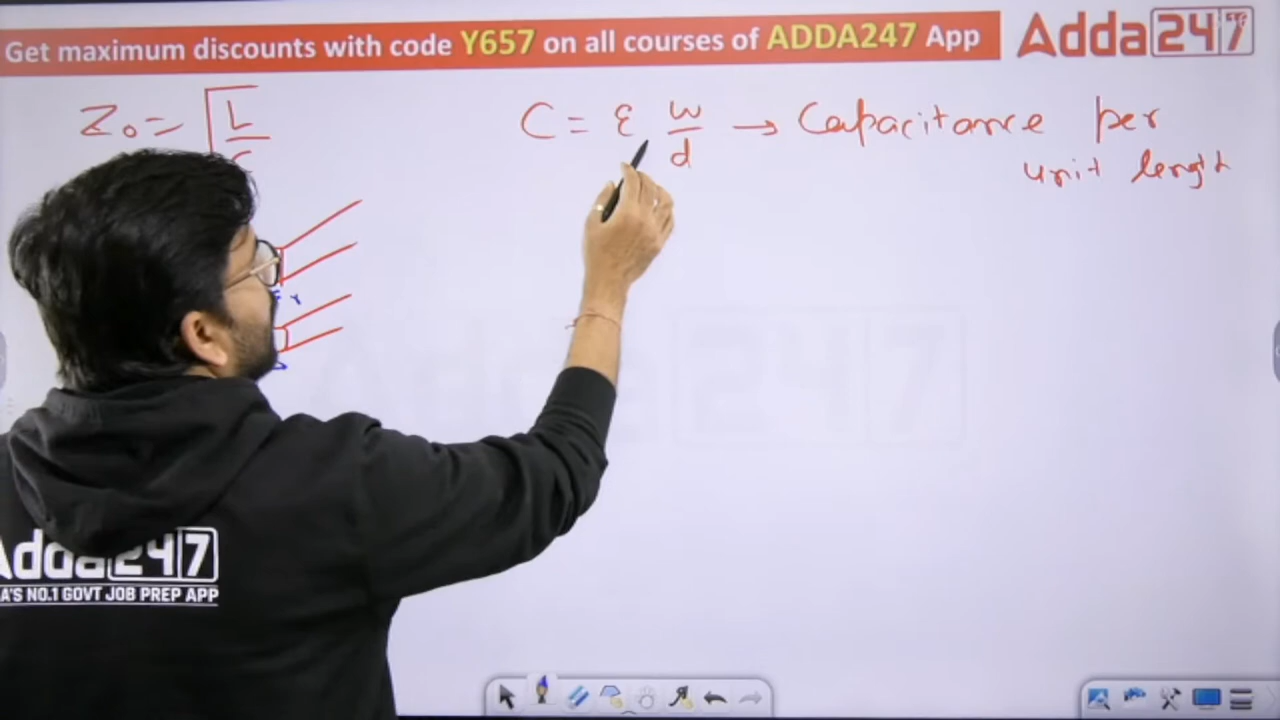 Get maximum discounts with code Y657 on all courses of ADDA247 App
Adda247
Z₀ = √L
C = ε w/d → Capacitance per
unit length
Adda247
A'S NO.1 GOVT JOB PREP APP